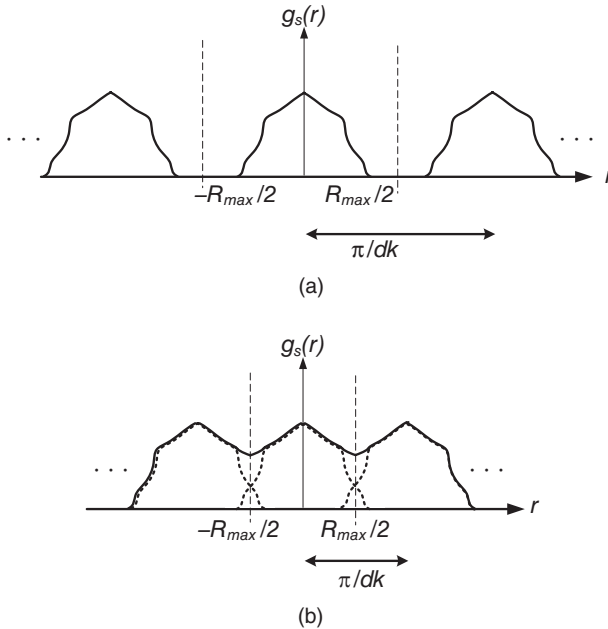 g_s(r)
. . .
. . .
–R_max/2
R_max/2
r
π/dk
(a)
g_s(r)
. . .
. . .
–R_max/2
R_max/2
r
π/dk
(b)